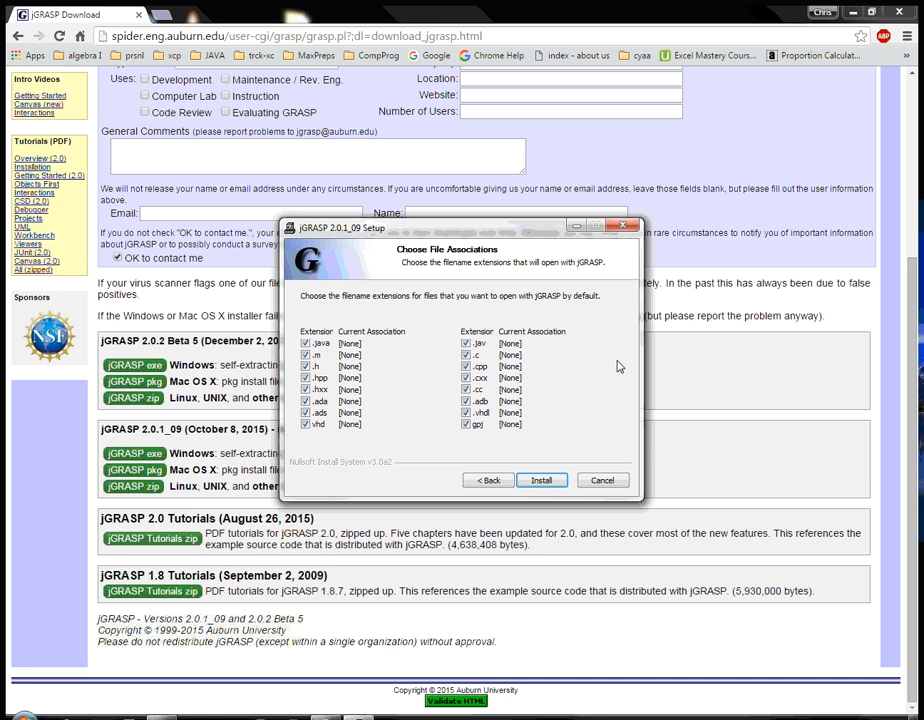 jGRASP Download
Chris
spider.eng.auburn.edu/user-cgi/grasp/grasp.pl?;dl=download_jgrasp.html
ABP
Apps
algebra I
prsnl
xcp
JAVA
trck-xc
MaxPreps
CompProg
Google
Chrome Help
index - about us
cyaa
Excel Mastery Cours...
Proportion Calculat...
»
Intro Videos
Getting Started
Canvas (new)
Interactions
Tutorials (PDF)
Overview (2.0)
Installation
Getting Started (2.0)
Objects First
Interactions
CSD (2.0)
Debugger
Projects
UML
Workbench
Viewers
JUnit (2.0)
Canvas (2.0)
All (zipped)
Sponsors
NSF
Uses: Development Maintenance / Rev. Eng.
Computer Lab Instruction
Code Review Evaluating GRASP
Location:
Website:
Number of Users:
General Comments (please report problems to jgrasp@auburn.edu)
We will not release your name or email address under any circumstances. If you are uncomfortable giving us your name or email address, leave those fields blank, but please fill out the user information
above.
Email: Name:
If you do not check "OK to contact me.", your
in rare circumstances to notify you of important information
about jGRASP or to possibly conduct a surve
OK to contact me
If your virus scanner flags one of our fi
tely. In the past this has always been due to false
positives.
If the Windows or Mac OS X installer fail
(but please report the problem anyway).
jGRASP 2.0.2 Beta 5 (December 2, 20
jGRASP exe Windows: self-extractin
jGRASP pkg Mac OS X: pkg install fil
jGRASP zip Linux, UNIX, and other
jGRASP 2.0.1_09 (October 8, 2015) -
jGRASP exe Windows: self-extractin
jGRASP pkg Mac OS X: pkg install fil
jGRASP zip Linux, UNIX, and other
jGRASP 2.0.1_09 Setup
G
Choose File Associations
Choose the filename extensions that will open with jGRASP.
Choose the filename extensions for files that you want to open with jGRASP by default.
Extension Current Association Extension Current Association
.java [None] .jav [None]
.m [None] .c [None]
.h [None] .cpp [None]
.hpp [None] .cxx [None]
.hxx [None] .cc [None]
.ada [None] .adb [None]
.ads [None] .vhdl [None]
vhd [None] gpj [None]
Nullsoft Install System v3.0a2
< Back Install Cancel
jGRASP 2.0 Tutorials (August 26, 2015)
jGRASP Tutorials zip PDF tutorials for jGRASP 2.0, zipped up. Five chapters have been updated for 2.0, and these cover most of the new features. This references the
example source code that is distributed with jGRASP. (4,638,408 bytes).
jGRASP 1.8 Tutorials (September 2, 2009)
jGRASP Tutorials zip PDF tutorials for jGRASP 1.8.7, zipped up. This references the example source code that is distributed with jGRASP. (5,930,000 bytes).
jGRASP - Versions 2.0.1_09 and 2.0.2 Beta 5
Copyright © 1999-2015 Auburn University
Please do not redistribute jGRASP (except within a single organization) without approval.
Copyright © 2015 Auburn University
Validate HTML